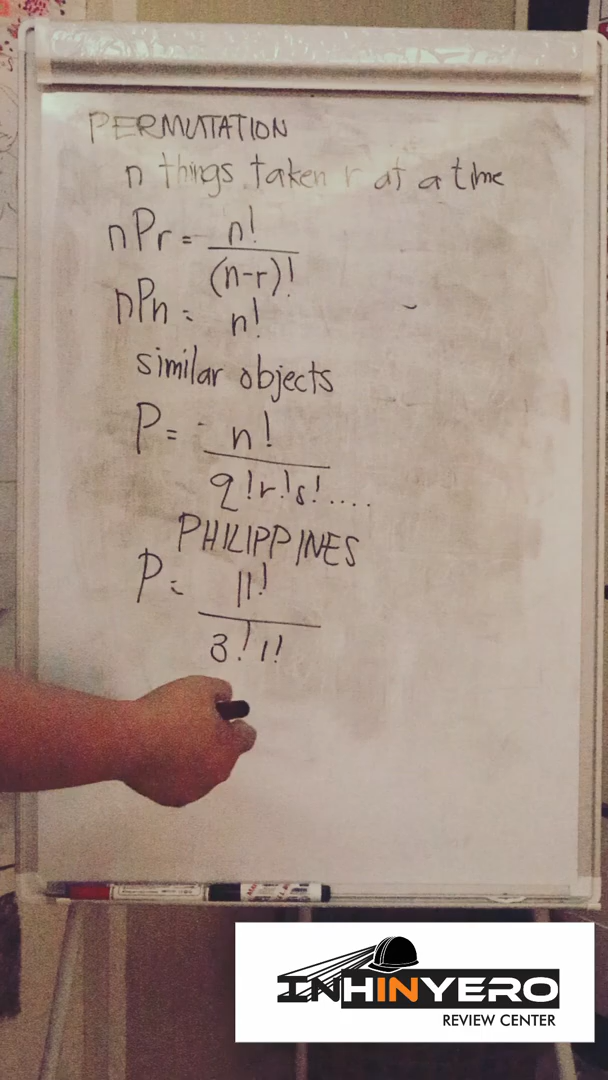 PERMUTATION
n things taken r at a time
nPr = n!
(n-r)!
nPn = n!
similar objects
P = n!
q!r!s!....
PHILIPPINES
P = 11!
3!1!
INHINYERO
REVIEW CENTER